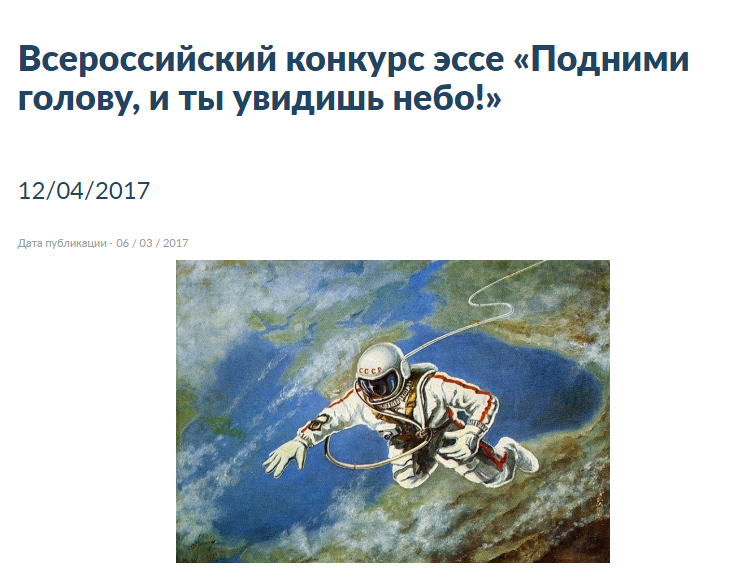 Всероссийский конкурс эссе «Подними
голову, и ты увидишь небо!»
12/04/2017
Дата публикации - 06 / 03 / 2017
СССР